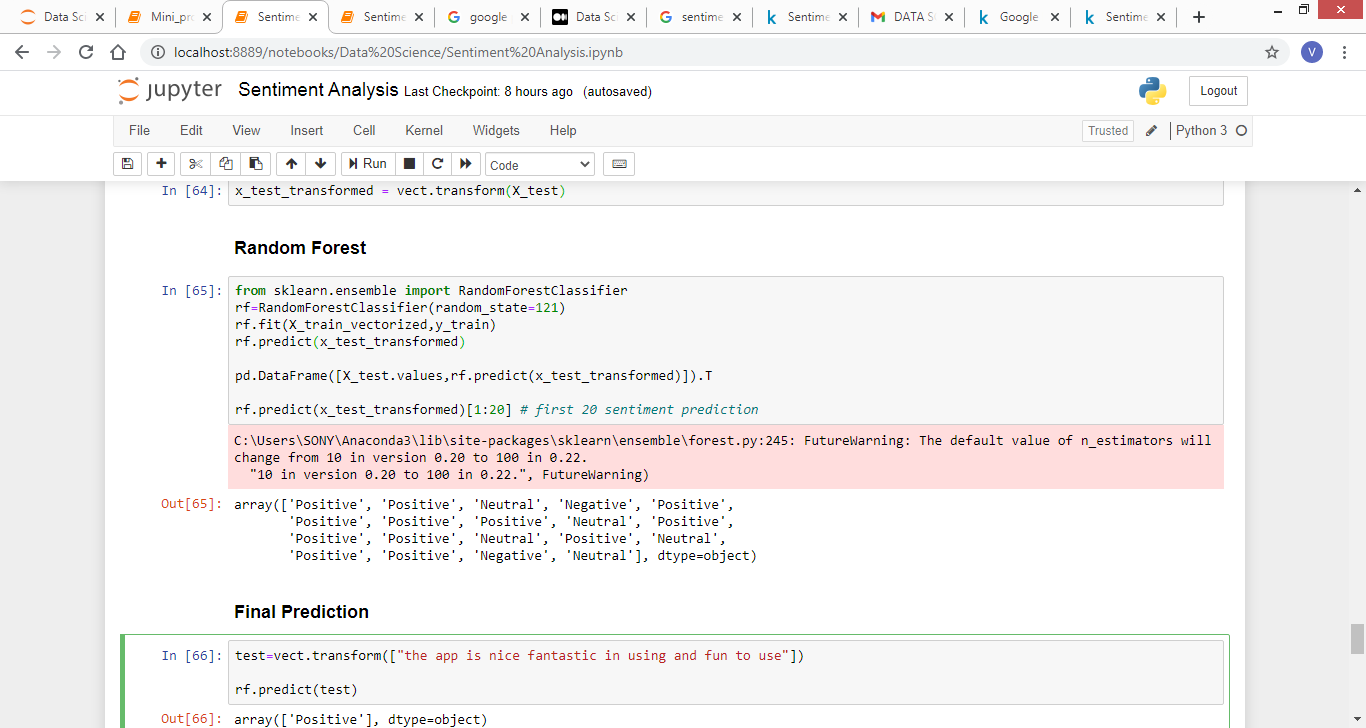 Data Sci
Mini_pro
Sentime
Sentime
google
Data Sc
sentime
Sentime
DATA S
Google
Sentime
localhost:8889/notebooks/Data%20Science/Sentiment%20Analysis.ipynb
V
jupyter Sentiment Analysis Last Checkpoint: 8 hours ago (autosaved)
Logout
File Edit View Insert Cell Kernel Widgets Help
Trusted Python 3
Run Code
In [64]: x_test_transformed = vect.transform(X_test)
Random Forest
In [65]: from sklearn.ensemble import RandomForestClassifier
rf=RandomForestClassifier(random_state=121)
rf.fit(X_train_vectorized,y_train)
rf.predict(x_test_transformed)
pd.DataFrame([X_test.values,rf.predict(x_test_transformed)]).T
rf.predict(x_test_transformed)[1:20] # first 20 sentiment prediction
C:\Users\SONY\Anaconda3\lib\site-packages\sklearn\ensemble\forest.py:245: FutureWarning: The default value of n_estimators will
change from 10 in version 0.20 to 100 in 0.22.
"10 in version 0.20 to 100 in 0.22.", FutureWarning)
Out[65]: array(['Positive', 'Positive', 'Neutral', 'Negative', 'Positive',
'Positive', 'Positive', 'Positive', 'Neutral', 'Positive',
'Positive', 'Positive', 'Neutral', 'Positive', 'Neutral',
'Positive', 'Positive', 'Negative', 'Neutral'], dtype=object)
Final Prediction
In [66]: test=vect.transform(["the app is nice fantastic in using and fun to use"])
rf.predict(test)
Out[66]: array(['Positive'], dtype=object)